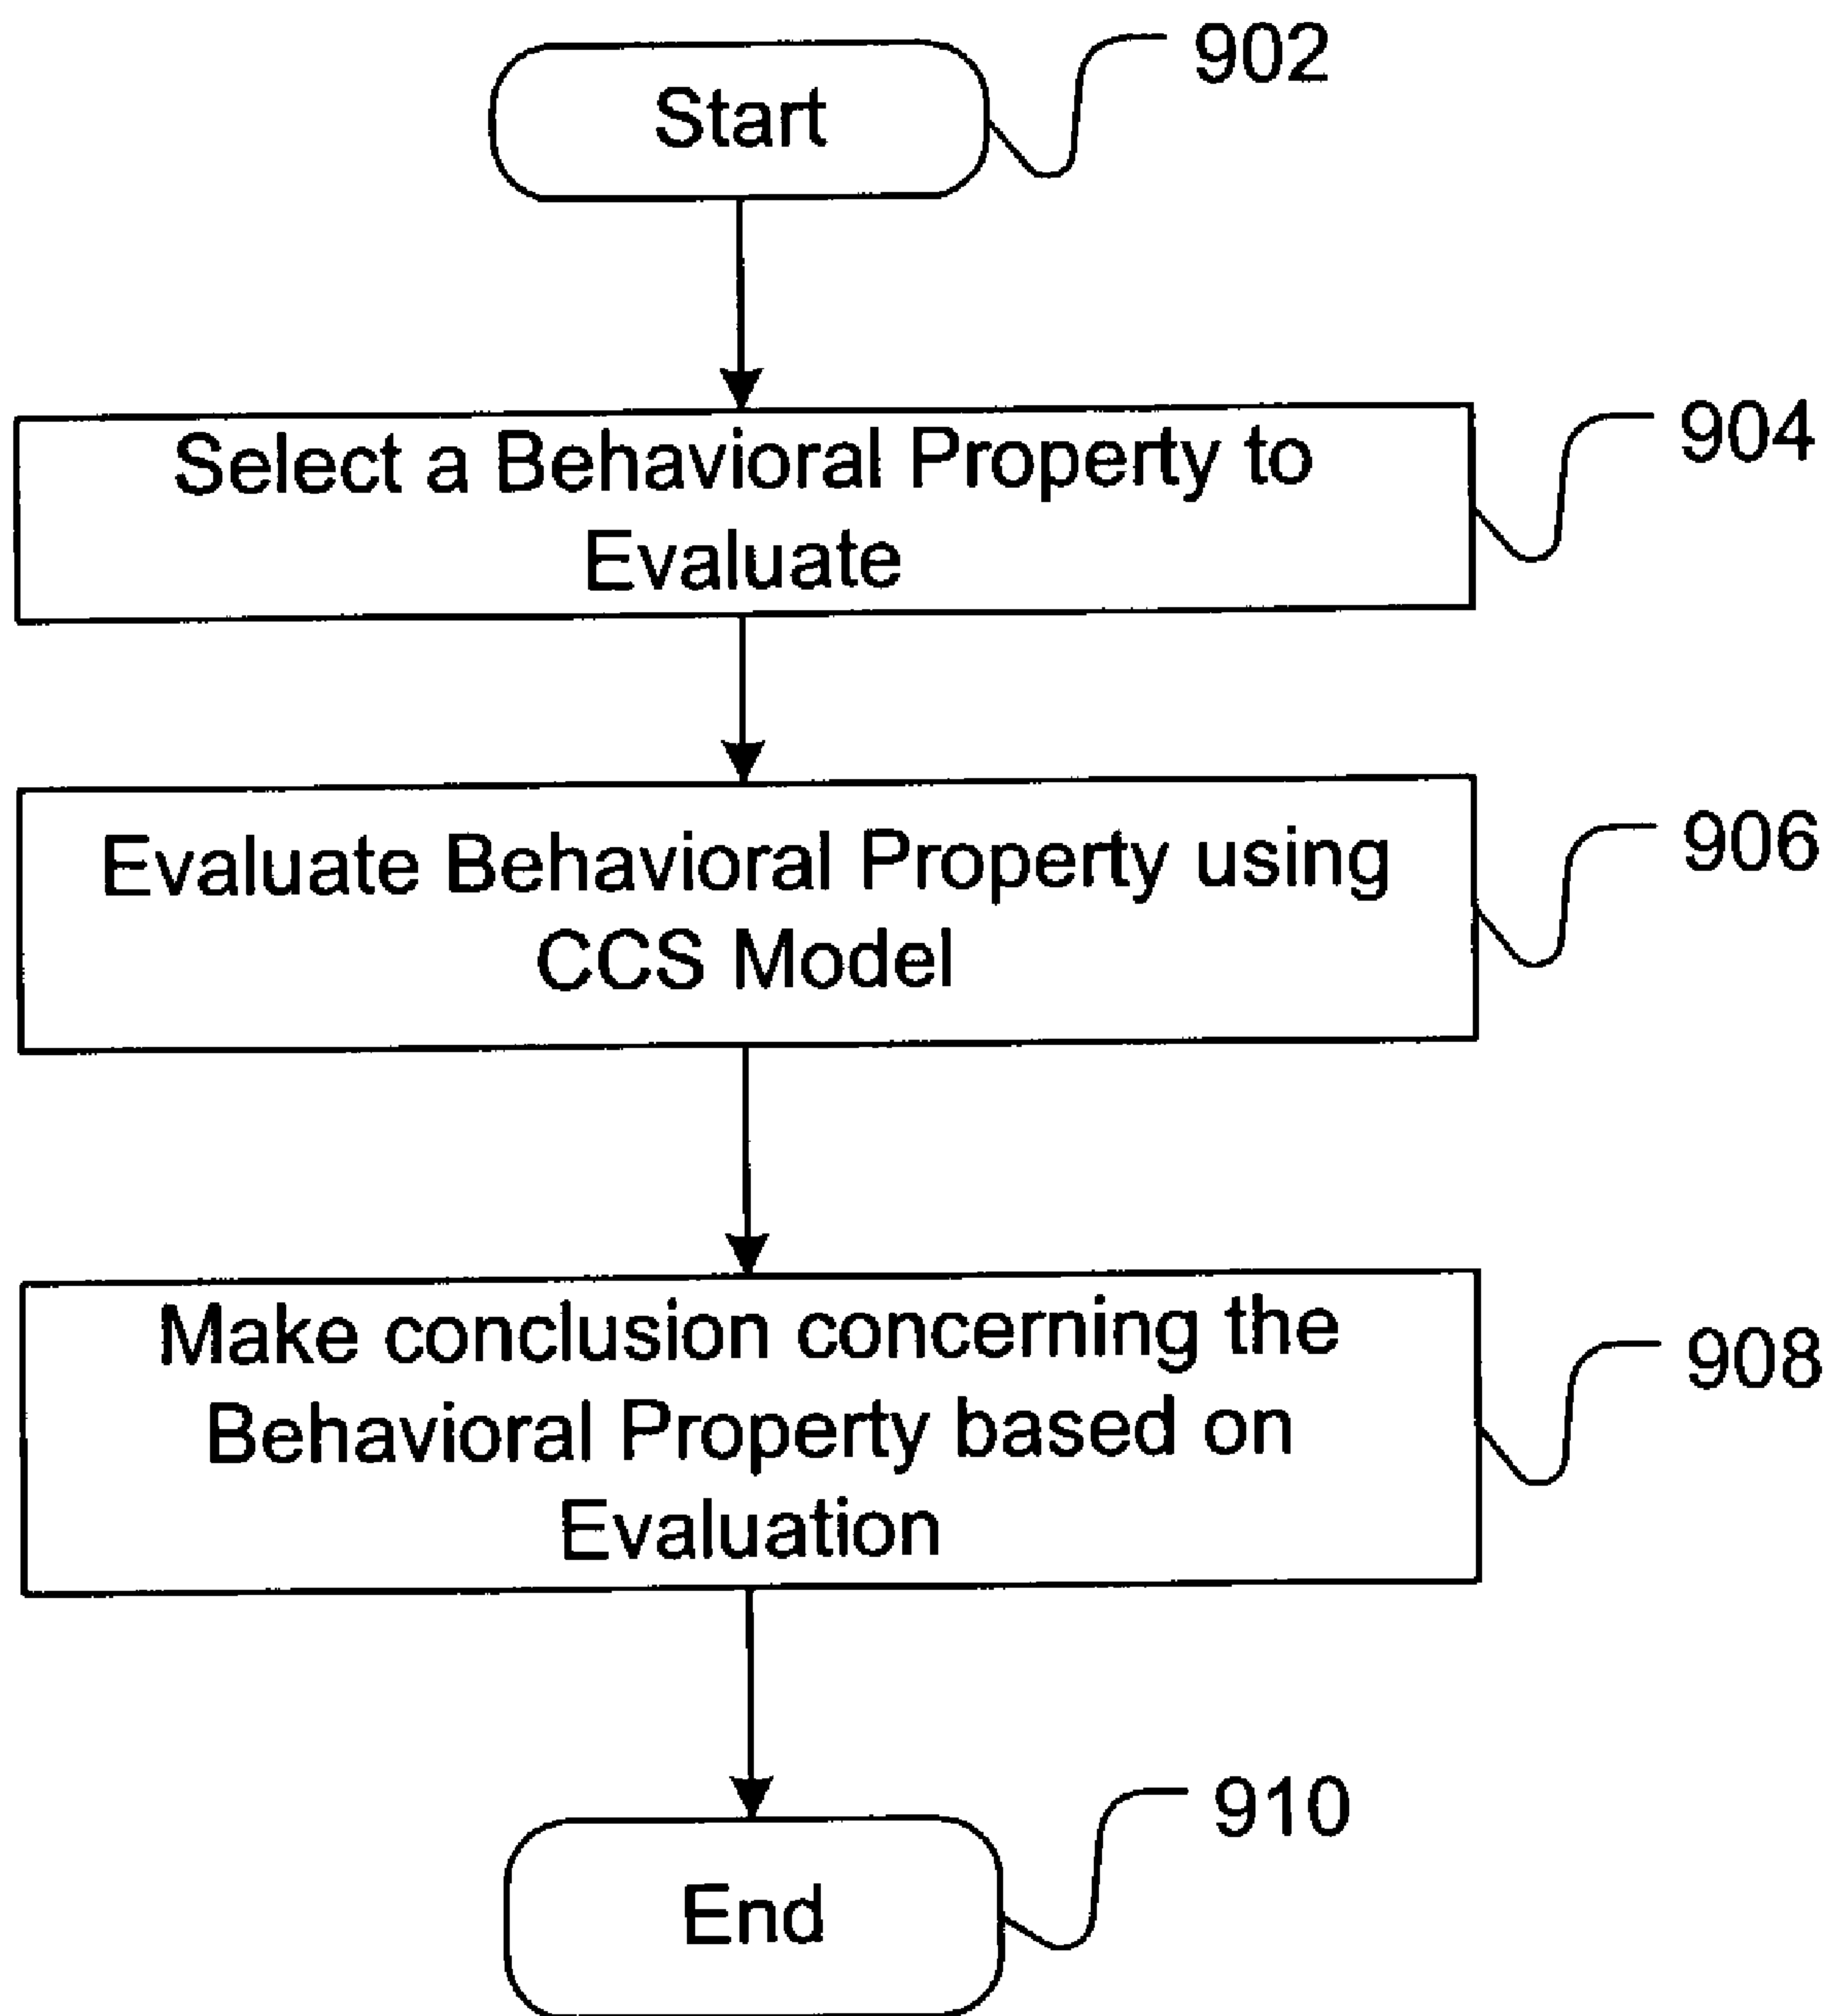 Start
902
Select a Behavioral Property to
Evaluate
904
Evaluate Behavioral Property using
CCS Model
906
Make conclusion concerning the
Behavioral Property based on
Evaluation
908
End
910